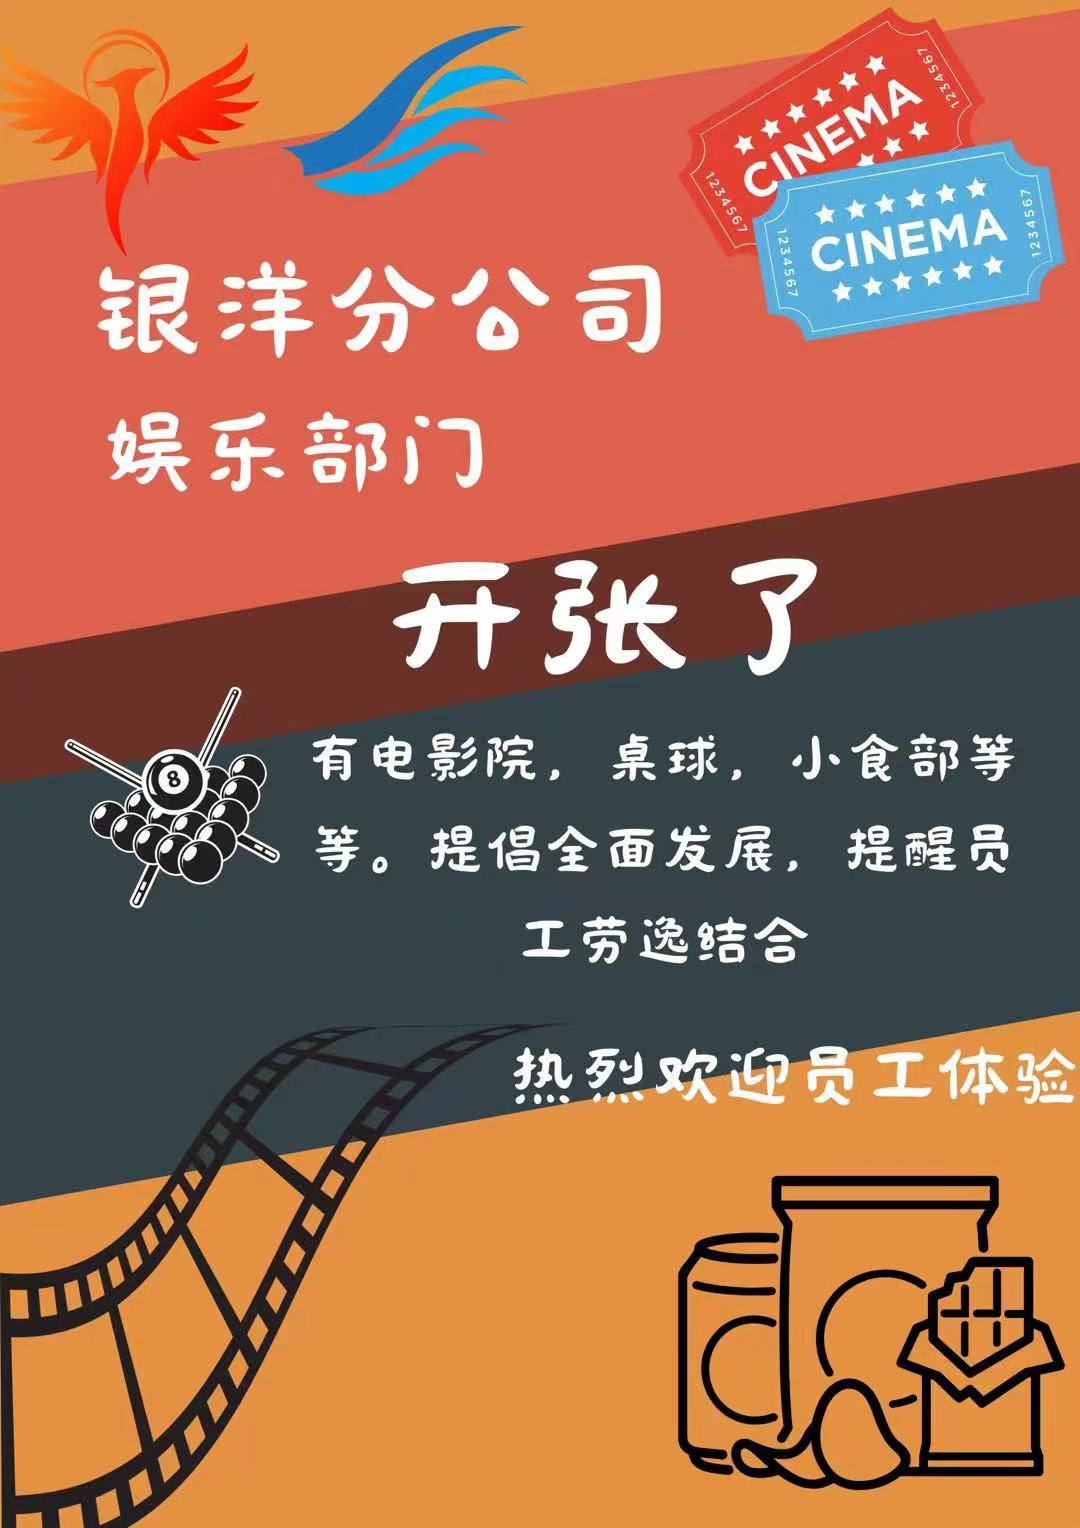 CINEMA
1234567
1234567
CINEMA
1234567
1234567
银洋分公司
娱乐部门
开张了
8
有电影院，桌球，小食部等
等。提倡全面发展，提醒员
工劳逸结合
热烈欢迎员工体验